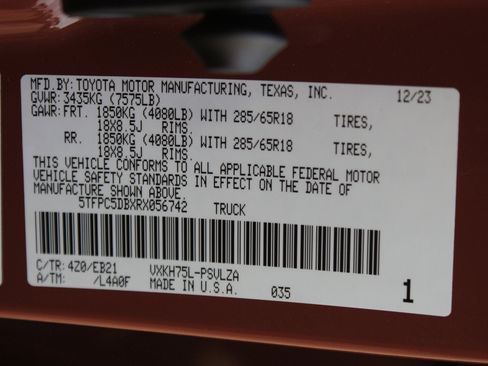 MFD.BY: TOYOTA MOTOR MANUFACTURING, TEXAS, INC. 12/23
GVWR: 3435KG (7575LB)
GAWR: FRT. 1850KG (4080LB) WITH 285/65R18 TIRES,
18X8.5J RIMS.
RR. 1850KG (4080LB) WITH 285/65R18 TIRES,
18X8.5J RIMS.
THIS VEHICLE CONFORMS TO ALL APPLICABLE FEDERAL MOTOR
VEHICLE SAFETY STANDARDS IN EFFECT ON THE DATE OF
MANUFACTURE SHOWN ABOVE.
5TFPC5DBXRX056742 TRUCK
C/TR: 4Z0/EB21 VXKH75L-PSVLZA
A/TM: /L4A0F MADE IN U.S.A. 035 1